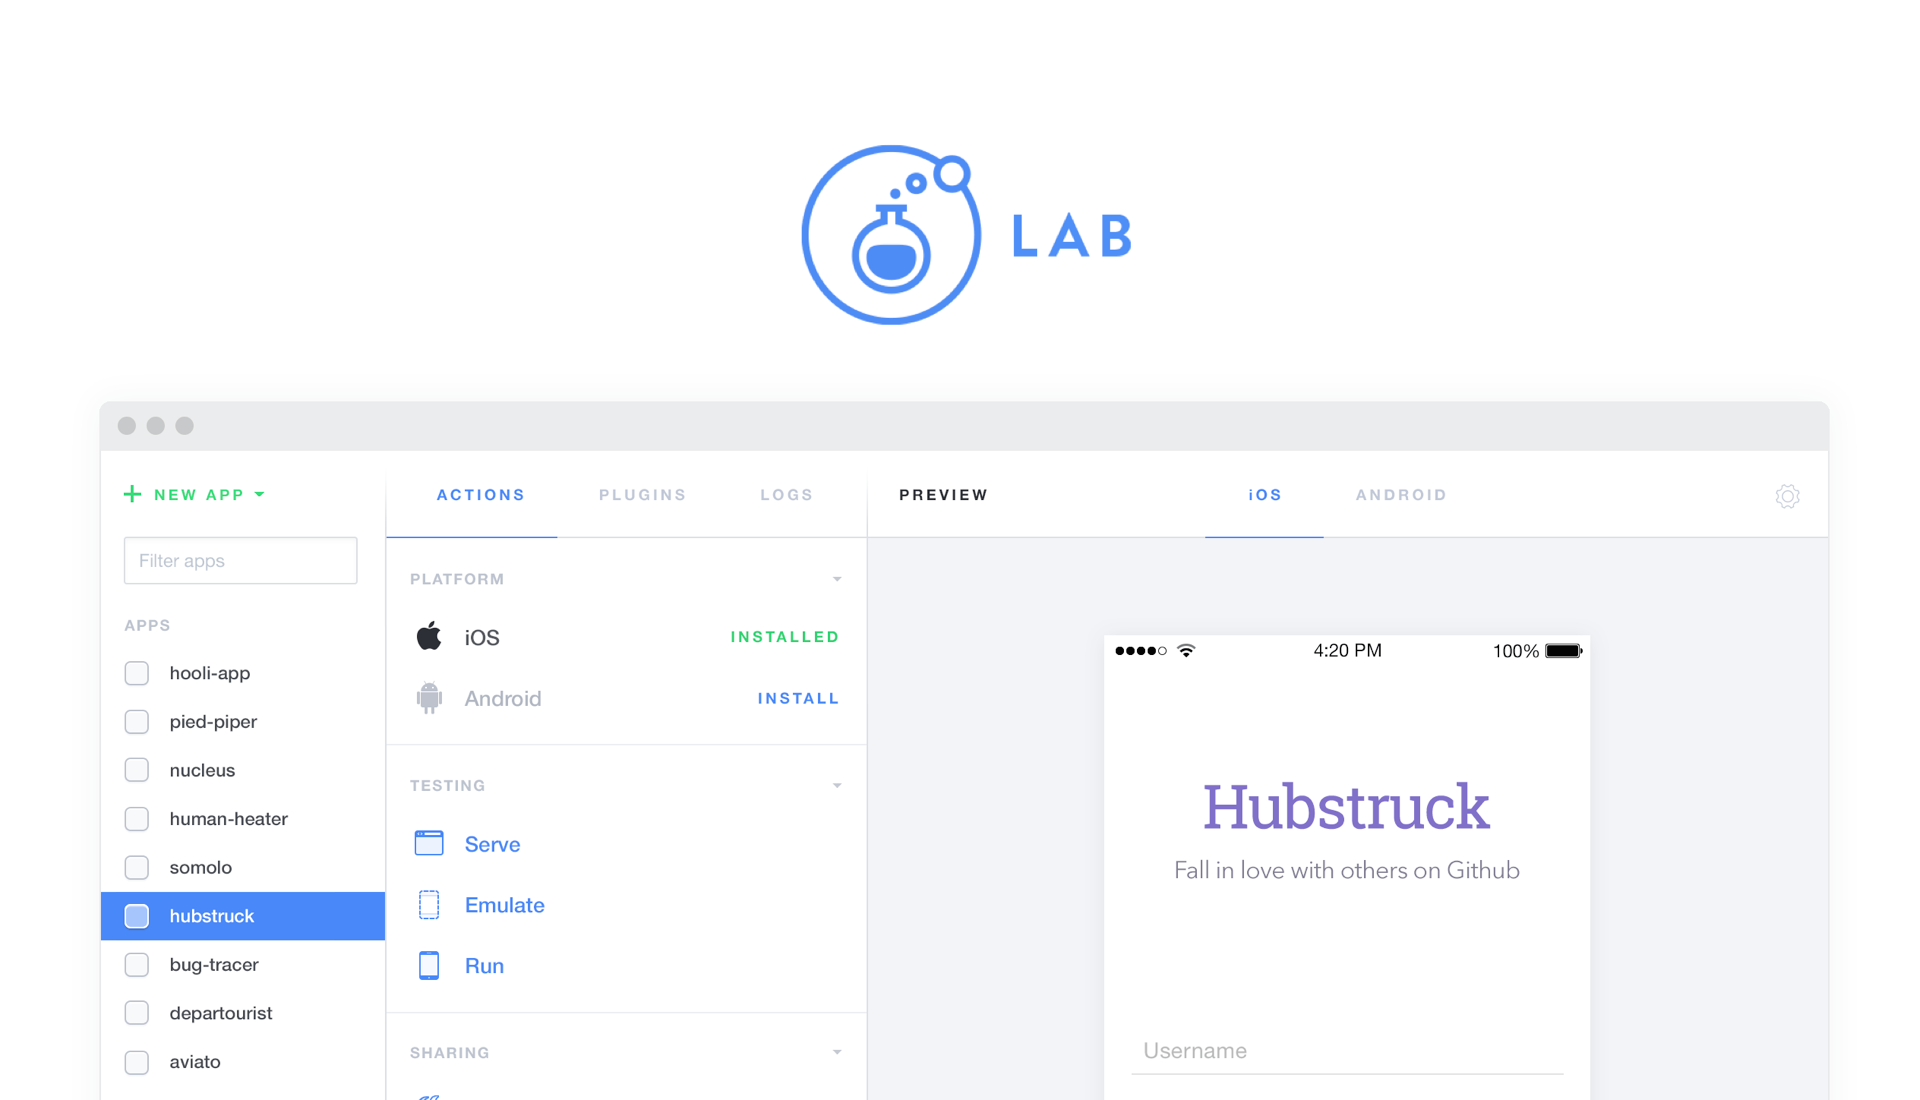 LAB
NEW APP
Filter apps
APPS
hooli-app
pied-piper
nucleus
human-heater
somolo
hubstruck
bug-tracer
departourist
aviato
ACTIONS PLUGINS LOGS
PLATFORM
iOS INSTALLED
Android INSTALL
TESTING
Serve
Emulate
Run
SHARING
PREVIEW iOS ANDROID
4:20 PM 100%
Hubstruck
Fall in love with others on Github
Username